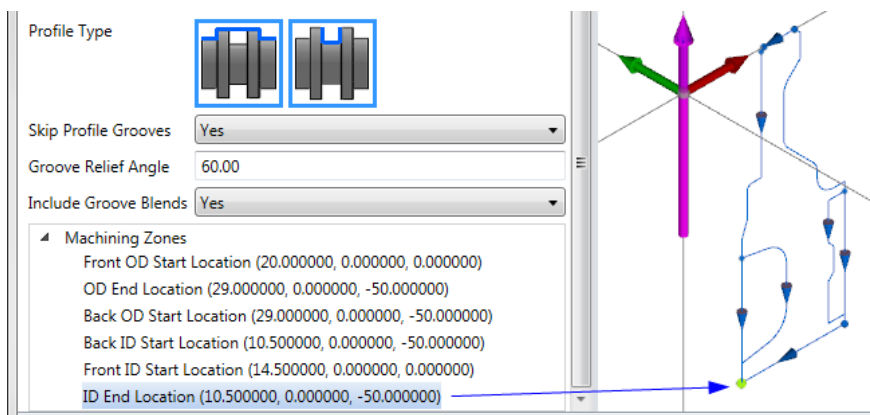 Profile Type
Skip Profile Grooves Yes
Groove Relief Angle 60.00
Include Groove Blends Yes
Machining Zones
Front OD Start Location (20.000000, 0.000000, 0.000000)
OD End Location (29.000000, 0.000000, -50.000000)
Back OD Start Location (29.000000, 0.000000, -50.000000)
Back ID Start Location (10.500000, 0.000000, -50.000000)
Front ID Start Location (14.500000, 0.000000, 0.000000)
ID End Location (10.500000, 0.000000, -50.000000)